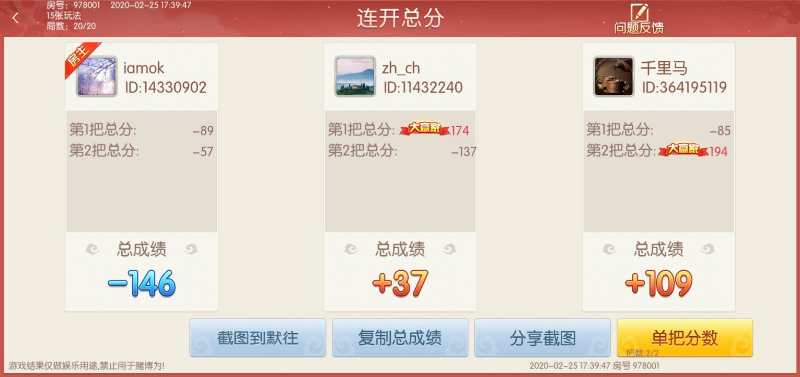 房号：978001 2020-02-25 17:39:47
15张玩法
局数：20/20
连开总分
问题反馈
房主
iamok
ID:14330902
第1把总分: -89
第2把总分: -57
总成绩
-146
zh_ch
ID:11432240
第1把总分: 大赢家 174
第2把总分: -137
总成绩
+37
千里马
ID:364195119
第1把总分: -85
第2把总分: 大赢家 194
总成绩
+109
截图到默往
复制总成绩
分享截图
单把分数
把数:2/2
游戏结果仅做娱乐用途,禁止用于赌博为!
2020-02-25 17:39:47 房号 978001